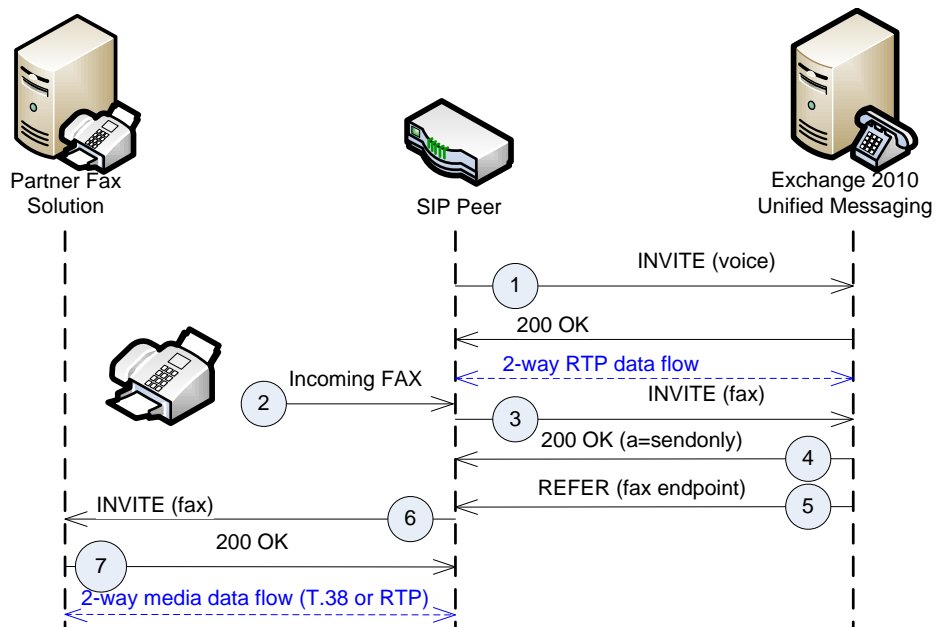 Partner Fax
Solution
SIP Peer
Exchange 2010
Unified Messaging
INVITE (voice)
1
200 OK
2-way RTP data flow
Incoming FAX
2
INVITE (fax)
3
200 OK (a=sendonly)
4
REFER (fax endpoint)
5
INVITE (fax)
6
200 OK
7
2-way media data flow (T.38 or RTP)